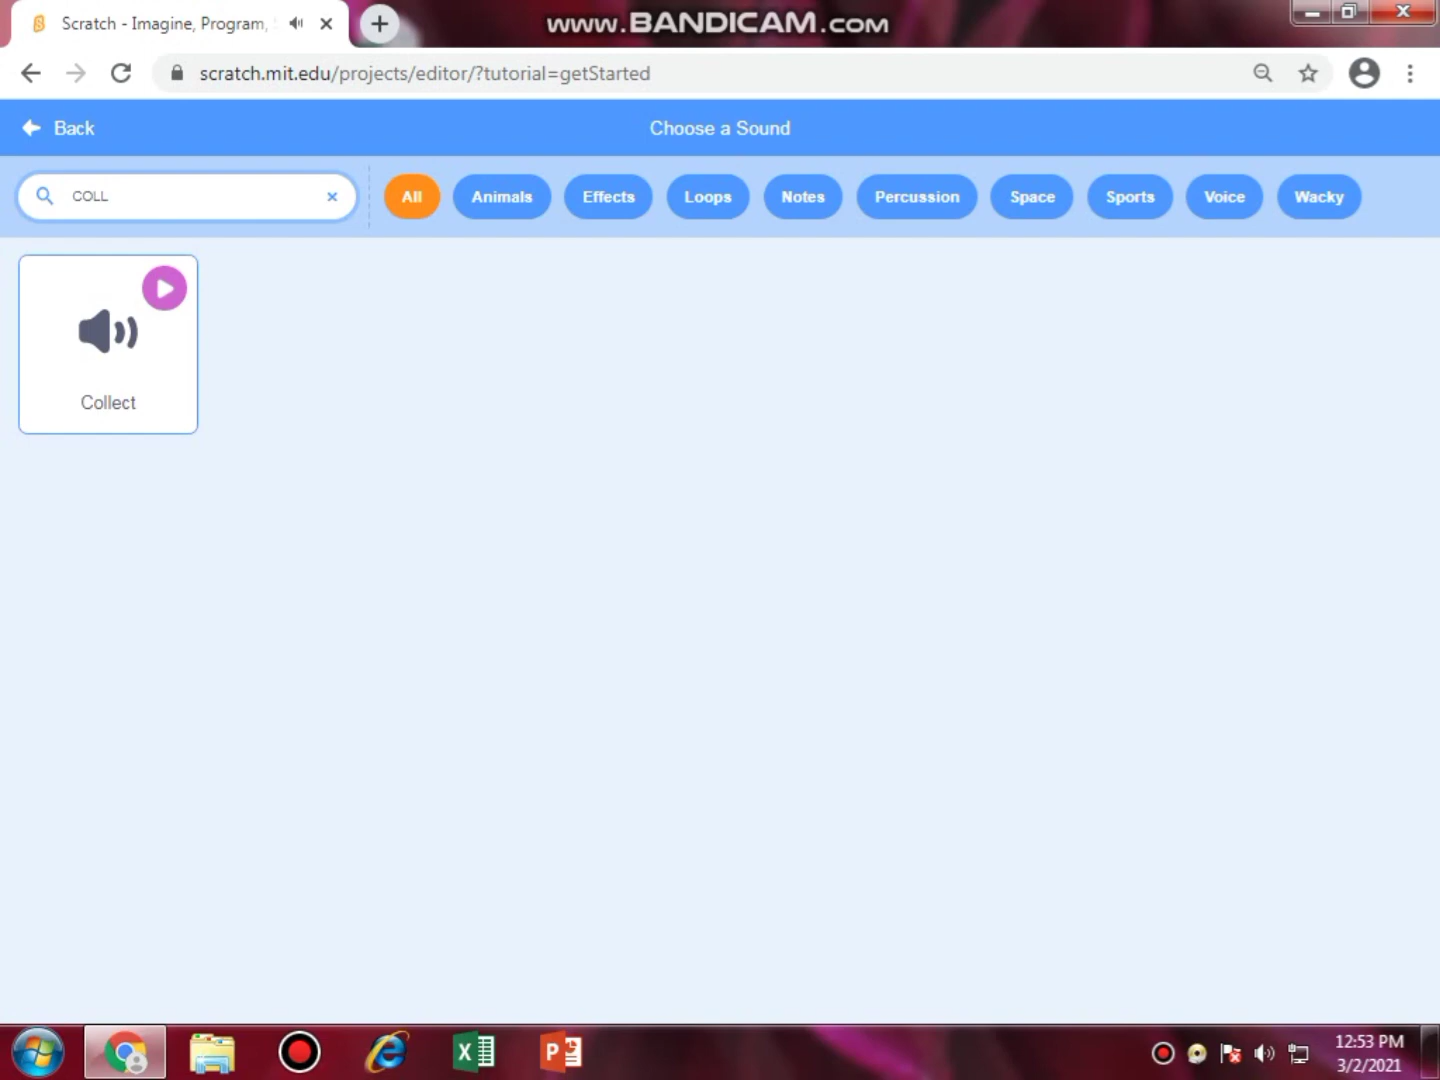 Scratch - Imagine, Program,
www.BANDICAM.com
scratch.mit.edu/projects/editor/?tutorial=getStarted
Back
Choose a Sound
COLL
All
Animals
Effects
Loops
Notes
Percussion
Space
Sports
Voice
Wacky
Collect
12:53 PM
3/2/2021